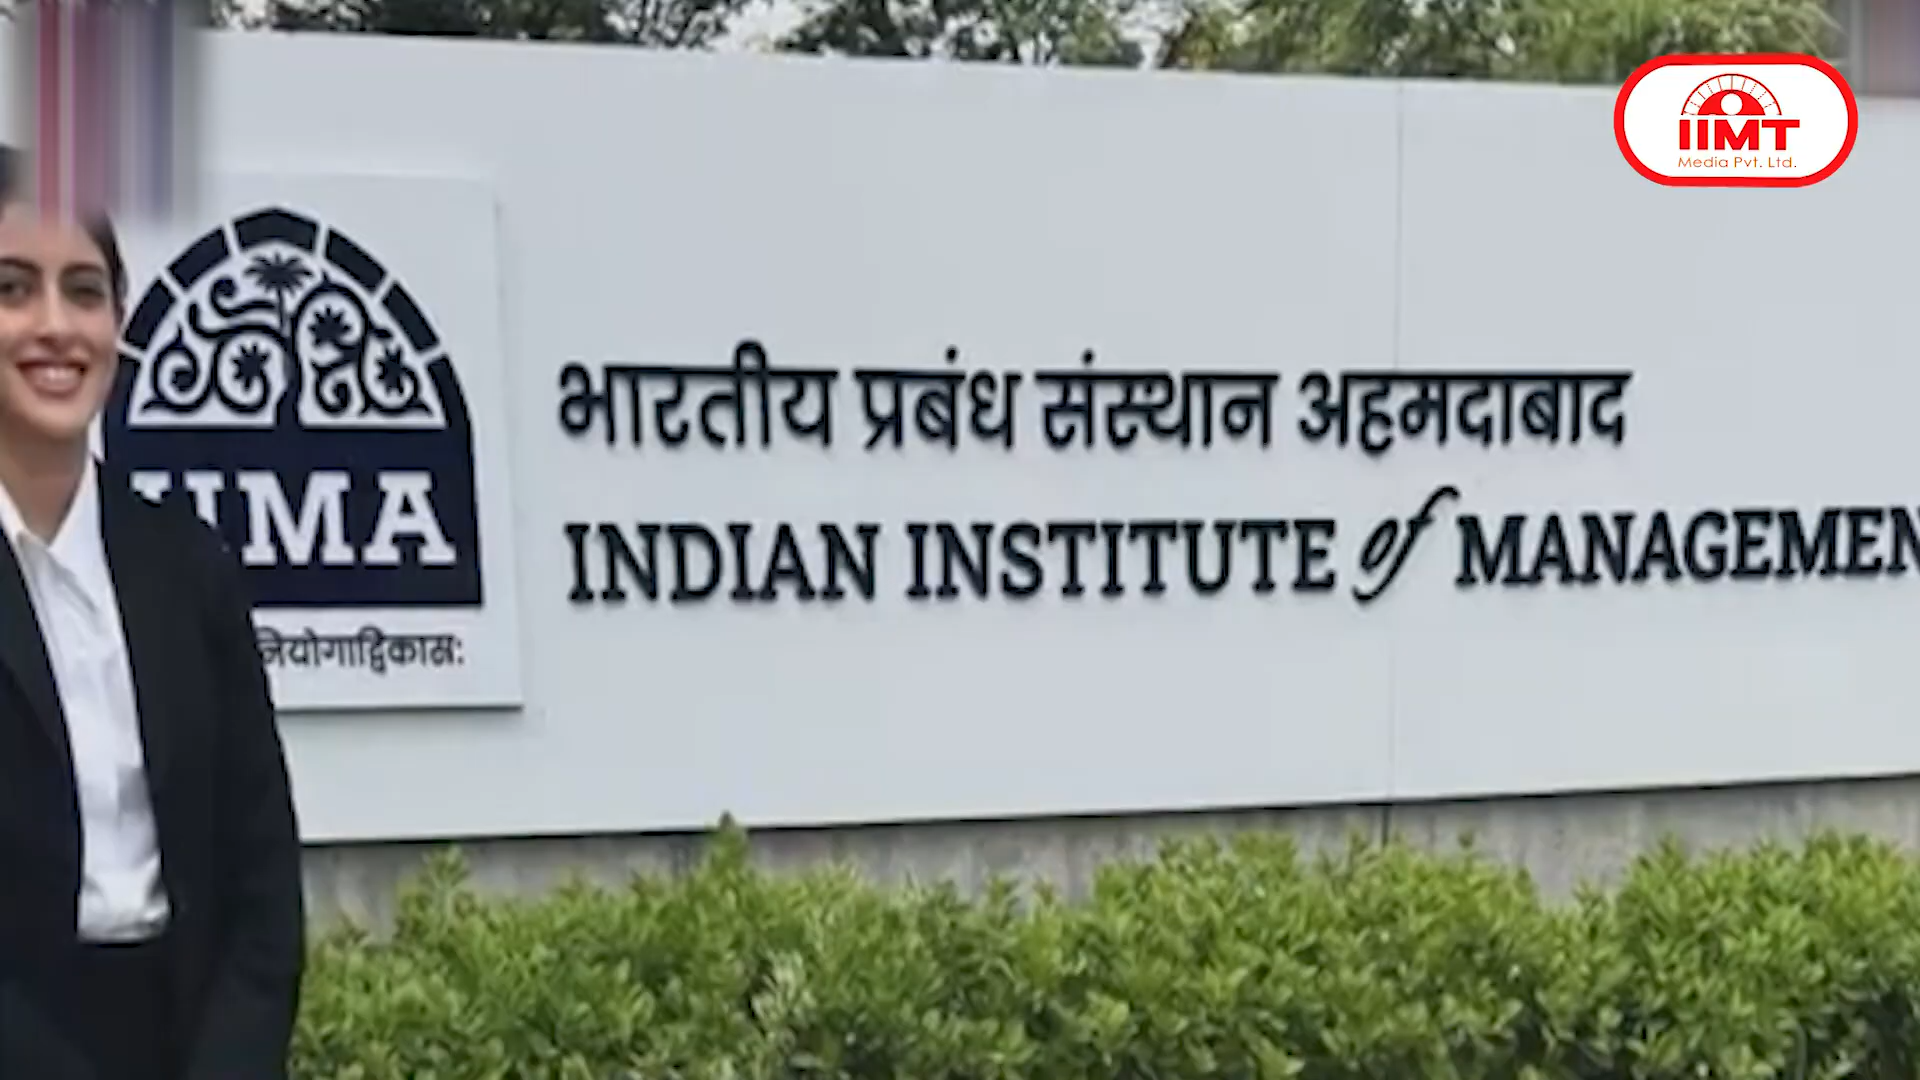 IIMT
Media Pvt. Ltd.
भारतीय प्रबंध संस्थान अहमदाबाद
INDIAN INSTITUTE of MANAGEMEN
IIMA